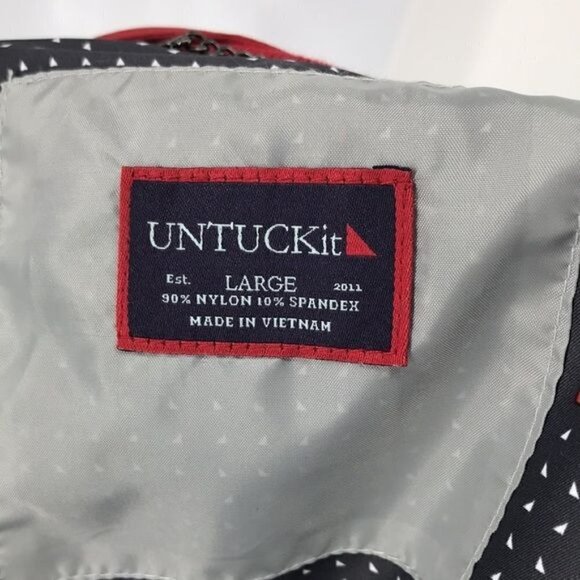 UNTUCKit
Est. LARGE 2011
90% NYLON 10% SPANDEX
MADE IN VIETNAM